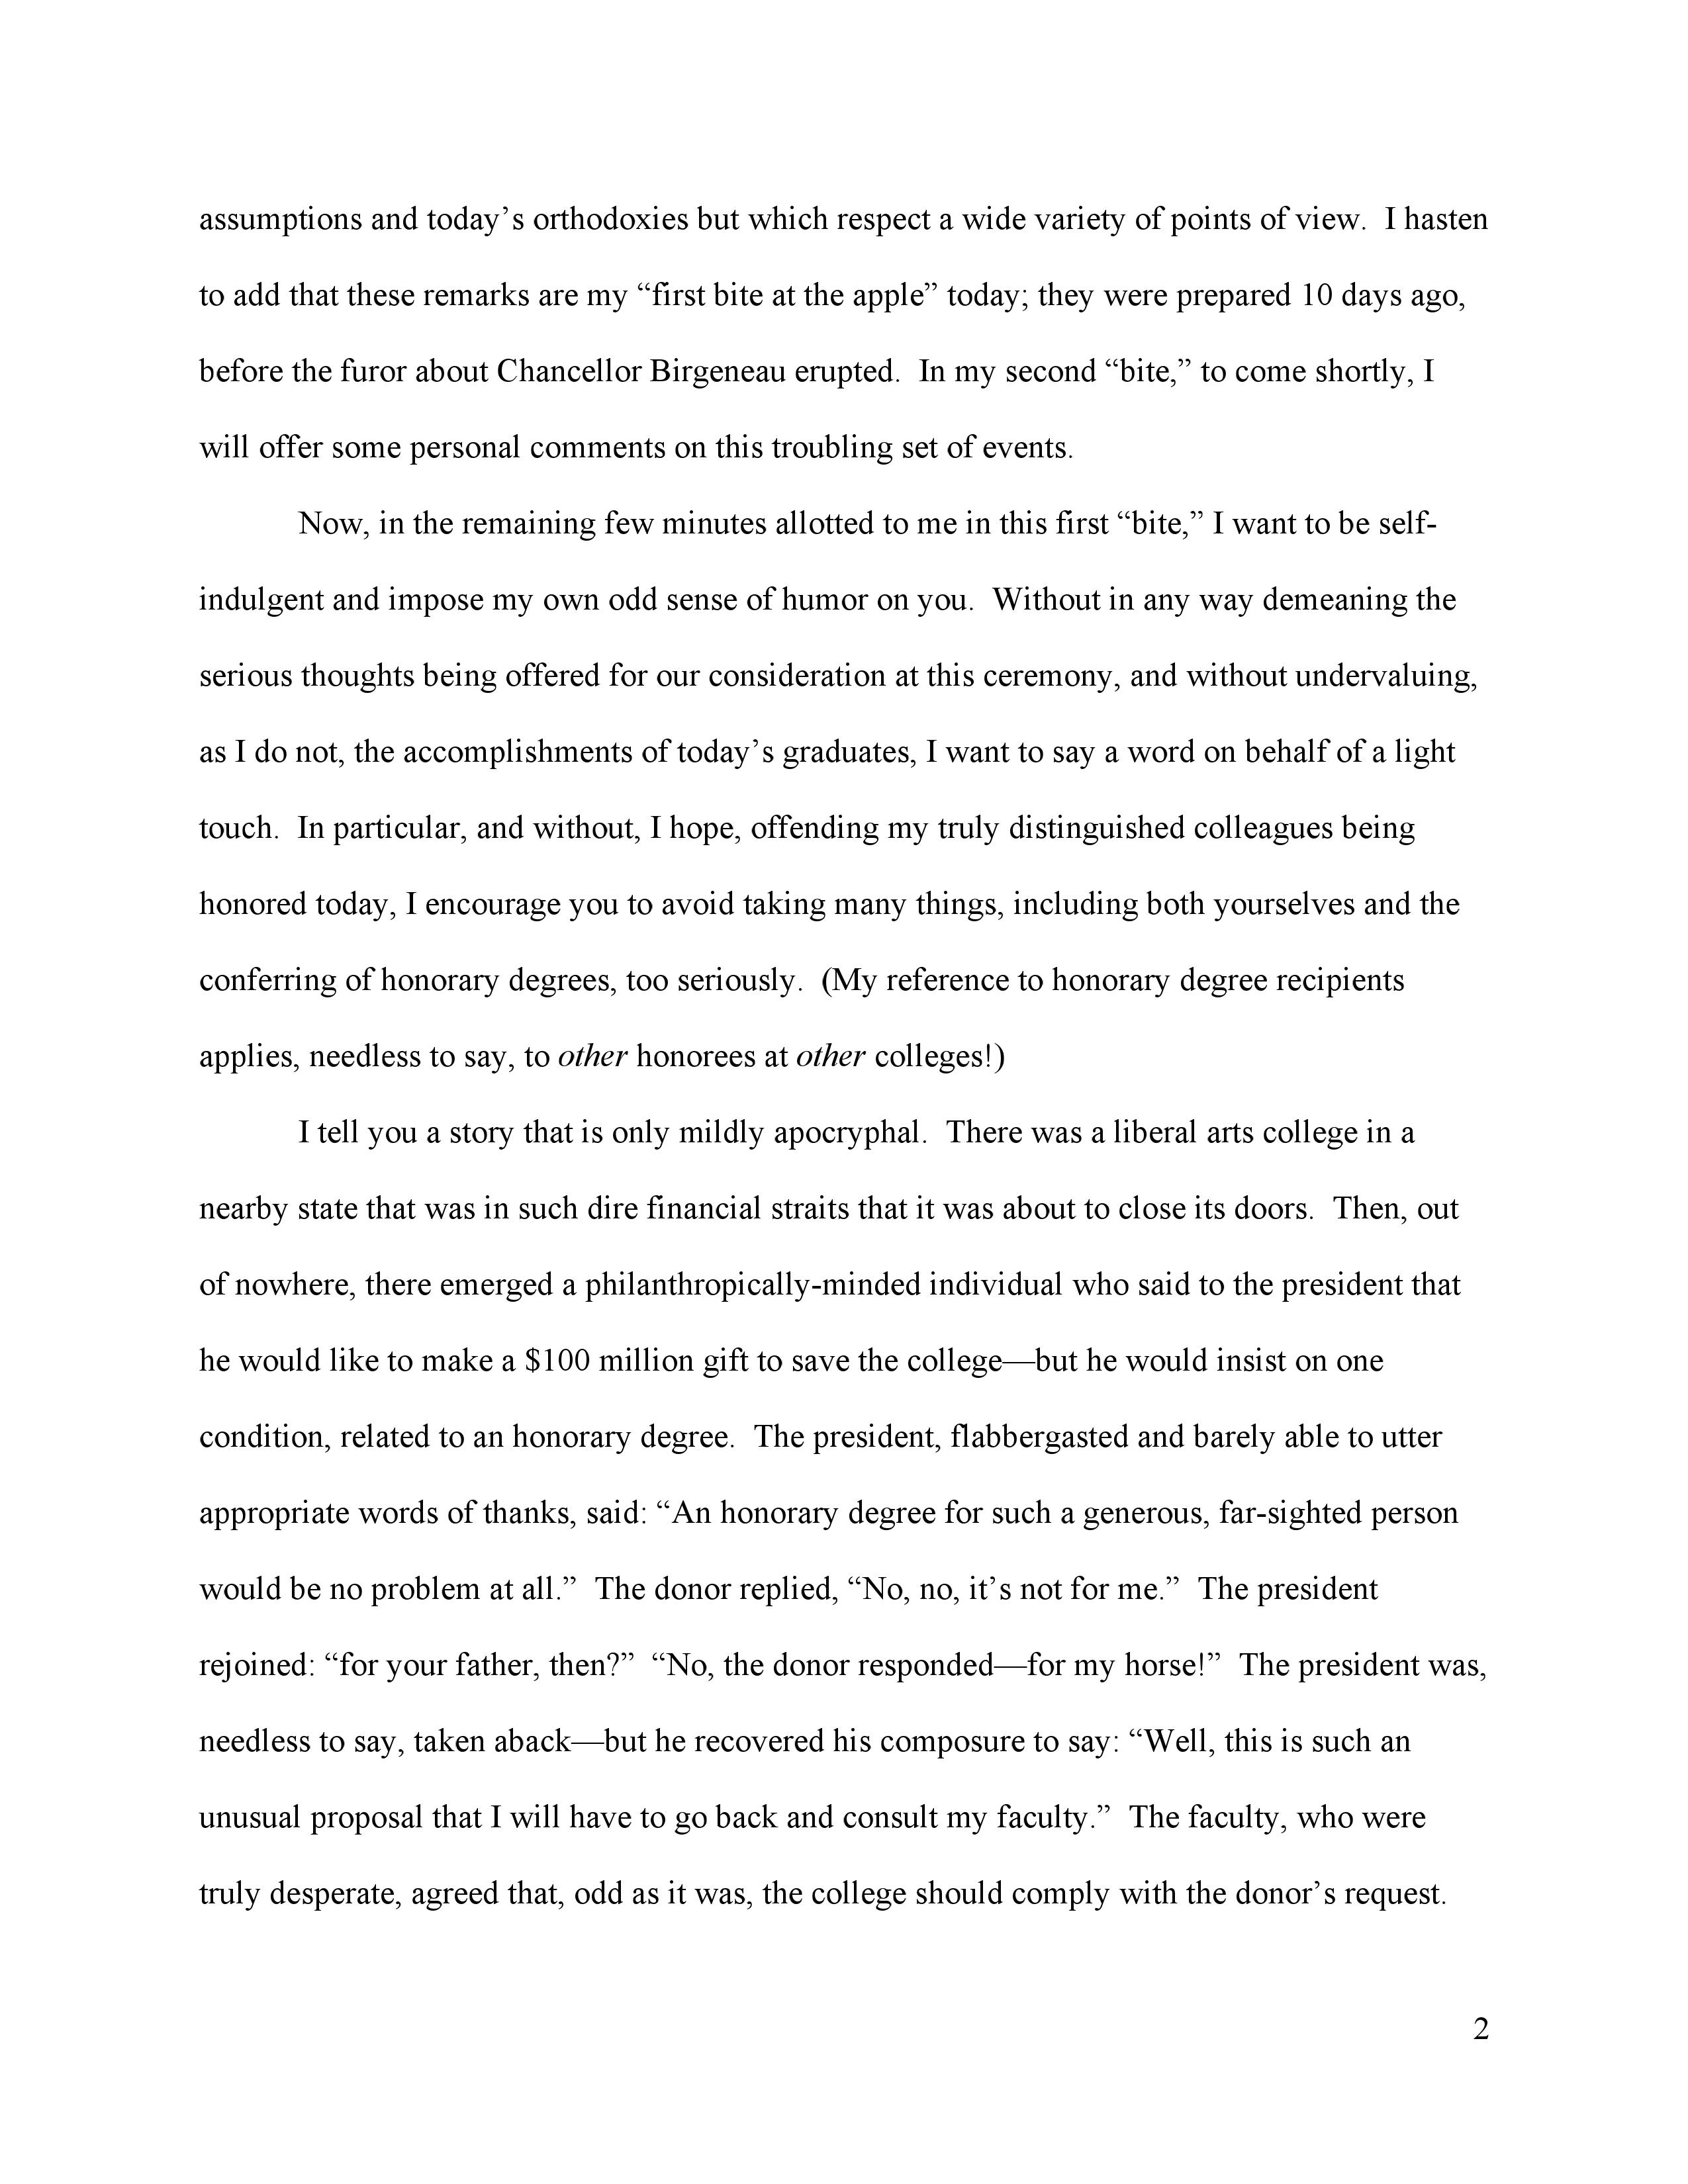 assumptions and today’s orthodoxies but which respect a wide variety of points of view.  I hasten
to add that these remarks are my “first bite at the apple” today; they were prepared 10 days ago,
before the furor about Chancellor Birgeneau erupted.  In my second “bite,” to come shortly, I
will offer some personal comments on this troubling set of events.
Now, in the remaining few minutes allotted to me in this first “bite,” I want to be self-
indulgent and impose my own odd sense of humor on you.  Without in any way demeaning the
serious thoughts being offered for our consideration at this ceremony, and without undervaluing,
as I do not, the accomplishments of today’s graduates, I want to say a word on behalf of a light
touch.  In particular, and without, I hope, offending my truly distinguished colleagues being
honored today, I encourage you to avoid taking many things, including both yourselves and the
conferring of honorary degrees, too seriously.  (My reference to honorary degree recipients
applies, needless to say, to other honorees at other colleges!)
I tell you a story that is only mildly apocryphal.  There was a liberal arts college in a
nearby state that was in such dire financial straits that it was about to close its doors.  Then, out
of nowhere, there emerged a philanthropically-minded individual who said to the president that
he would like to make a $100 million gift to save the college—but he would insist on one
condition, related to an honorary degree.  The president, flabbergasted and barely able to utter
appropriate words of thanks, said: “An honorary degree for such a generous, far-sighted person
would be no problem at all.”  The donor replied, “No, no, it’s not for me.”  The president
rejoined: “for your father, then?”  “No, the donor responded—for my horse!”  The president was,
needless to say, taken aback—but he recovered his composure to say: “Well, this is such an
unusual proposal that I will have to go back and consult my faculty.”  The faculty, who were
truly desperate, agreed that, odd as it was, the college should comply with the donor’s request.
2